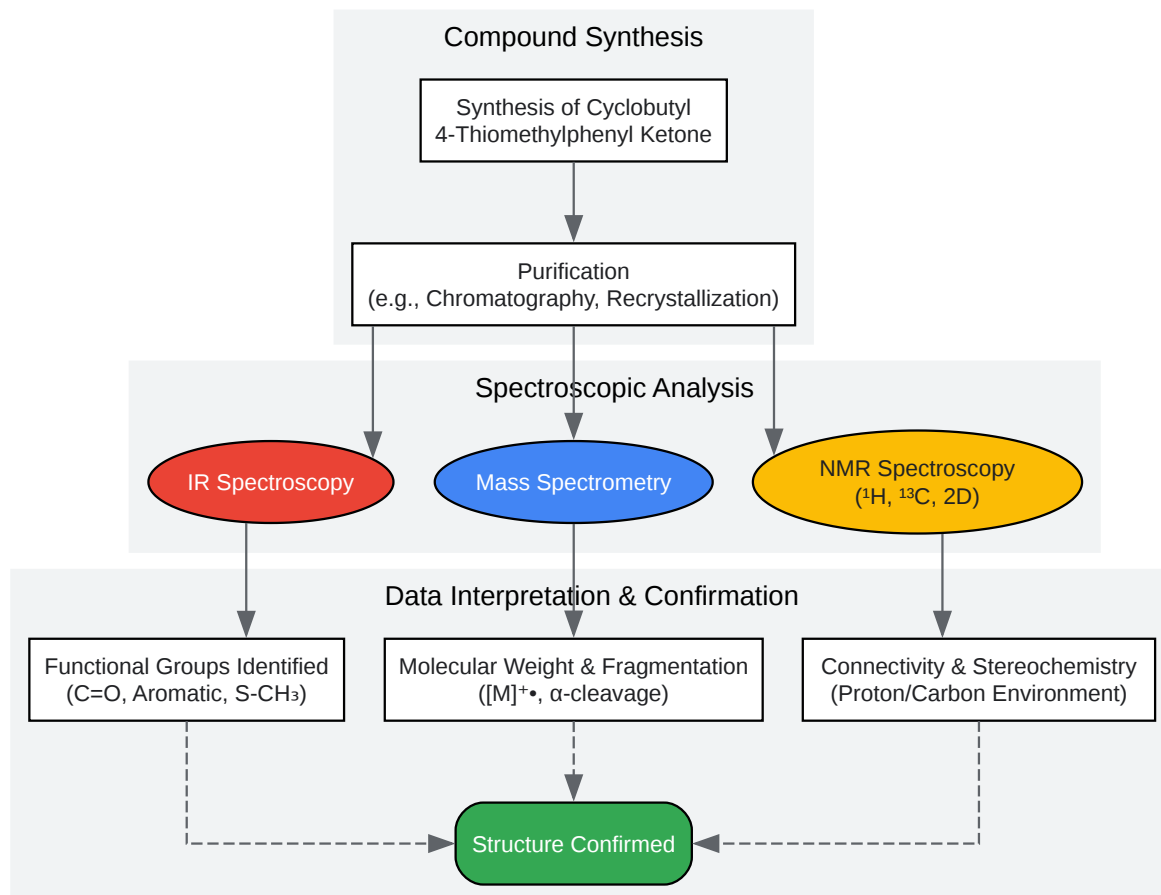 Compound Synthesis
Synthesis of Cyclobutyl
4-Thiomethylphenyl Ketone
Purification
(e.g., Chromatography, Recrystallization)
Spectroscopic Analysis
IR Spectroscopy
Mass Spectrometry
NMR Spectroscopy
(¹H, ¹³C, 2D)
Data Interpretation & Confirmation
Functional Groups Identified
(C=O, Aromatic, S-CH₃)
Molecular Weight & Fragmentation
([M]⁺•, α-cleavage)
Connectivity & Stereochemistry
(Proton/Carbon Environment)
Structure Confirmed